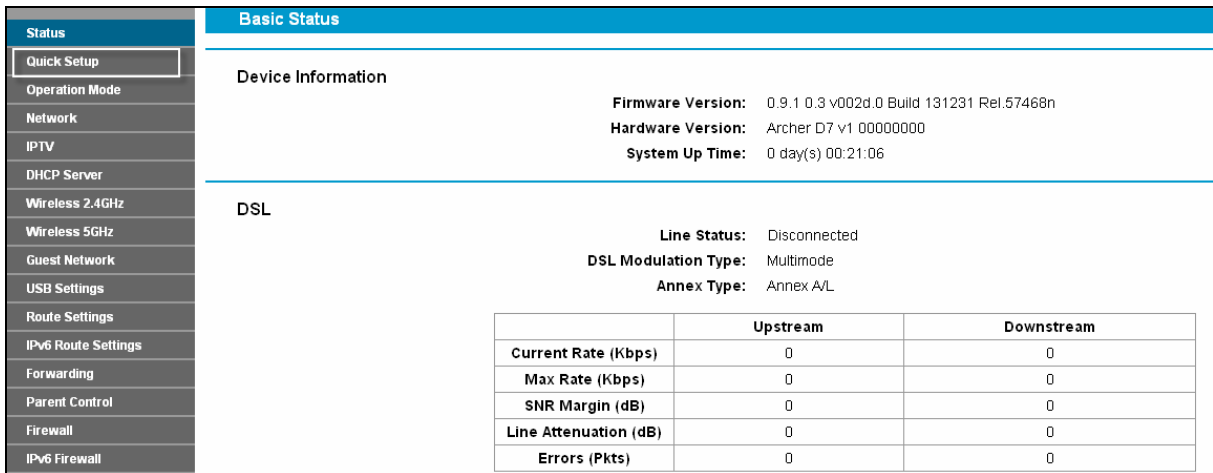 Status
Quick Setup
Operation Mode
Network
IPTV
DHCP Server
Wireless 2.4GHz
Wireless 5GHz
Guest Network
USB Settings
Route Settings
IPv6 Route Settings
Forwarding
Parent Control
Firewall
IPv6 Firewall
Basic Status
Device Information
Firmware Version: 0.9.1 0.3 v002d.0 Build 131231 Rel.57468n
Hardware Version: Archer D7 v1 00000000
System Up Time: 0 day(s) 00:21:06
DSL
Line Status: Disconnected
DSL Modulation Type: Multimode
Annex Type: Annex A/L
Upstream Downstream
Current Rate (Kbps) 0 0
Max Rate (Kbps) 0 0
SNR Margin (dB) 0 0
Line Attenuation (dB) 0 0
Errors (Pkts) 0 0